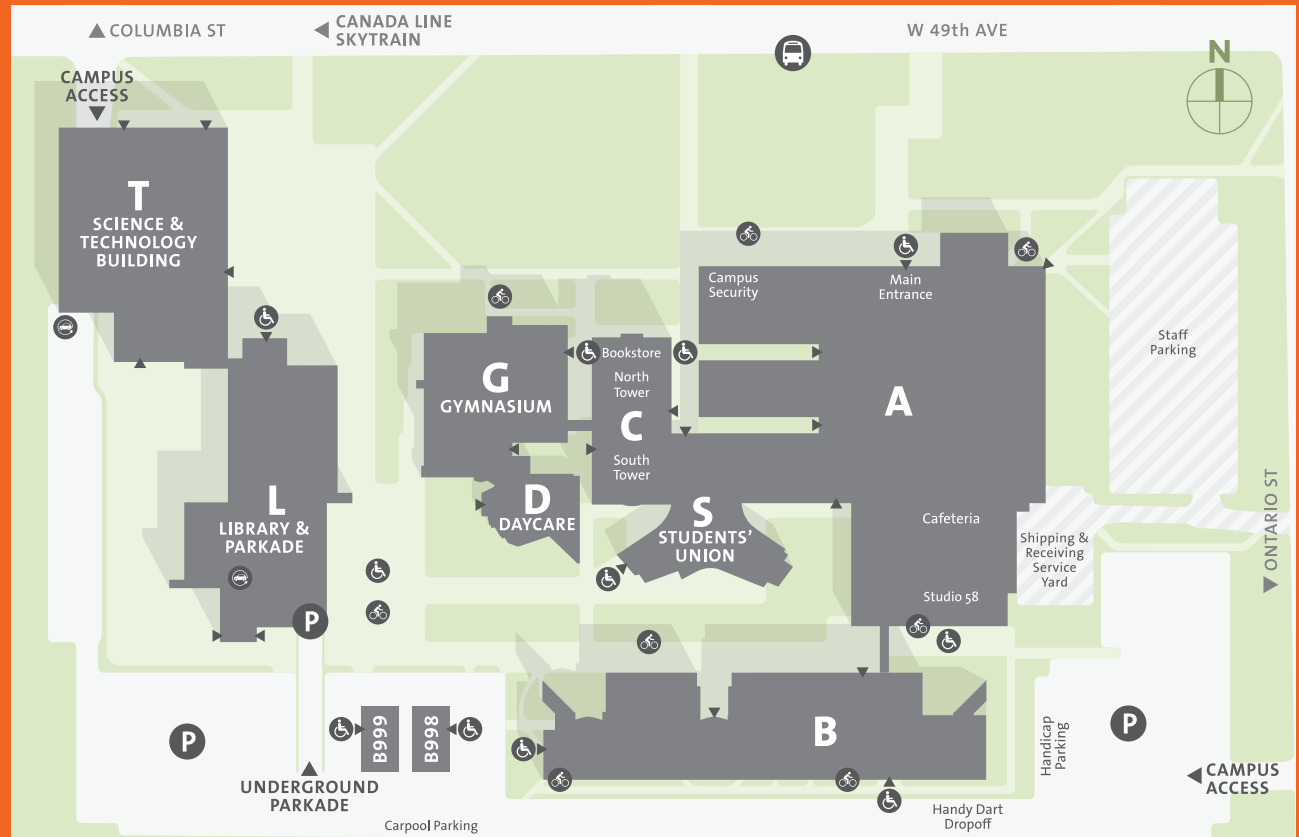 COLUMBIA ST
CANADA LINE
SKYTRAIN
W 49th AVE
N
CAMPUS
ACCESS
T
SCIENCE &
TECHNOLOGY
BUILDING
Campus
Security
Main
Entrance
Staff
Parking
Bookstore
North
Tower
G
GYMNASIUM
C
A
South
Tower
L
LIBRARY &
PARKADE
D
DAYCARE
S
STUDENTS'
UNION
Cafeteria
Shipping &
Receiving
Service
Yard
ONTARIO ST
Studio 58
P
P
B999
B998
B
Handicap
Parking
P
UNDERGROUND
PARKADE
CAMPUS
ACCESS
Carpool Parking
Handy Dart
Dropoff